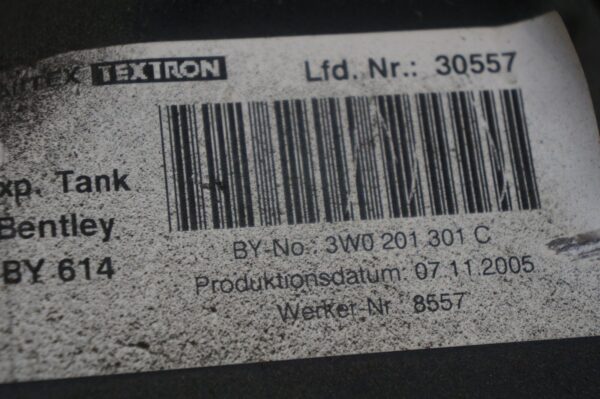 TEXTRON Lfd. Nr.: 30557
xp. Tank
Bentley
BY 614
BY-No.: 3W0 201 301 C
Produktionsdatum: 07.11.2005
Werker-Nr 8557